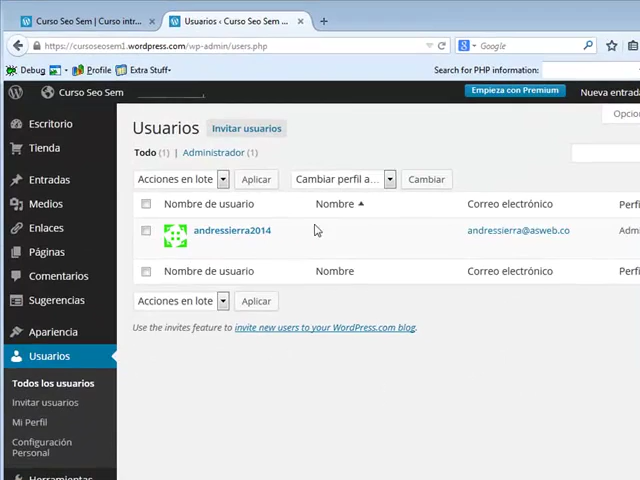 Curso Seo Sem | Curso intr...
Usuarios ‹ Curso Seo Sem ...
https://cursoseosem1.wordpress.com/wp-admin/users.php
Google
Debug
Profile
Extra Stuff
Search for PHP information:
Curso Seo Sem
Empieza con Premium
Nueva entrada
Escritorio
Tienda
Entradas
Medios
Enlaces
Páginas
Comentarios
Sugerencias
Apariencia
Usuarios
Todos los usuarios
Invitar usuarios
Mi Perfil
Configuración
Personal
Herramientas
Opcio
Usuarios
Invitar usuarios
Todo (1) | Administrador (1)
Acciones en lote
Aplicar
Cambiar perfil a...
Cambiar
Nombre de usuario
Nombre
Correo electrónico
Perfi
andressierra2014
andressierra@asweb.co
Admi
Nombre de usuario
Nombre
Correo electrónico
Perfi
Acciones en lote
Aplicar
Use the invites feature to invite new users to your WordPress.com blog.